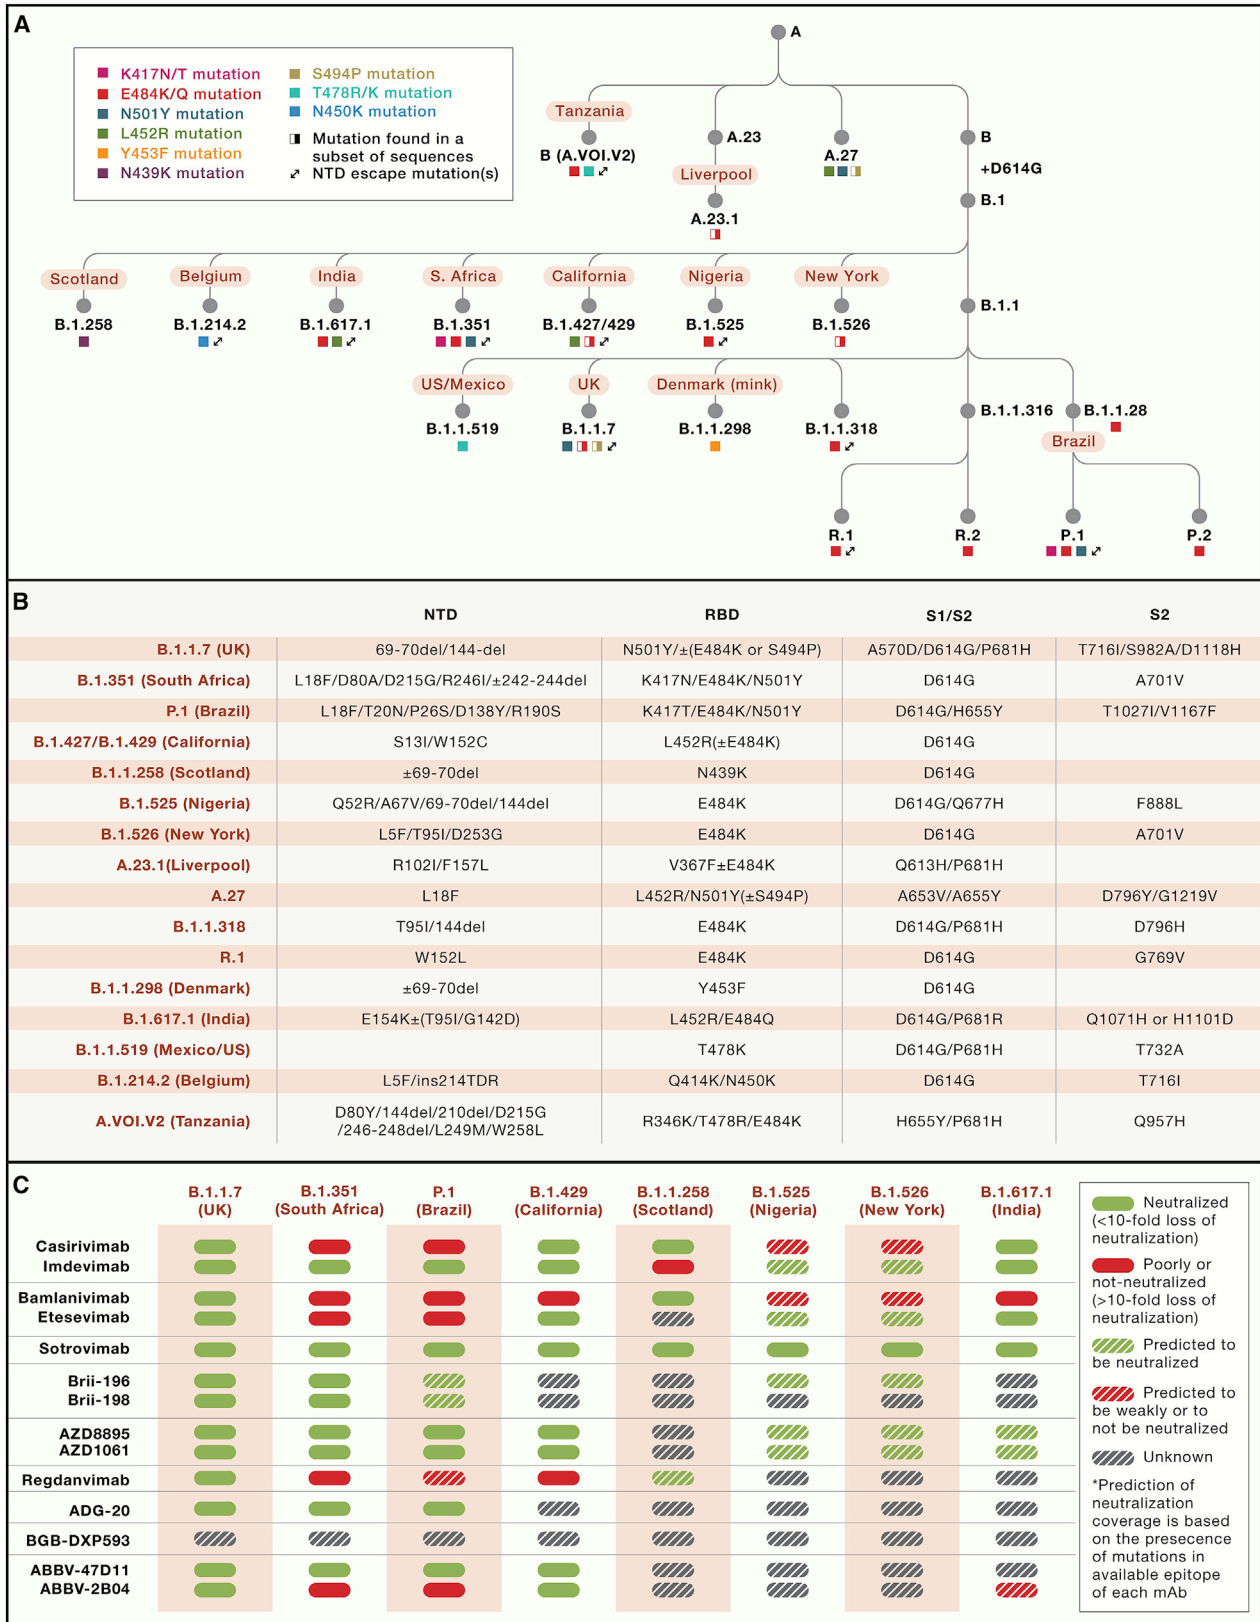 A
K417N/T mutation
E484K/Q mutation
N501Y mutation
L452R mutation
Y453F mutation
N439K mutation
S494P mutation
T478R/K mutation
N450K mutation
Mutation found in a
subset of sequences
NTD escape mutation(s)
A
Tanzania
B (A.VOI.V2)
A.23
Liverpool
A.23.1
A.27
B
+D614G
B.1
Scotland
B.1.258
Belgium
B.1.214.2
India
B.1.617.1
S. Africa
B.1.351
California
B.1.427/429
Nigeria
B.1.525
New York
B.1.526
B.1.1
US/Mexico
B.1.1.519
UK
B.1.1.7
Denmark (mink)
B.1.1.298
B.1.1.318
B.1.1.316
B.1.1.28
Brazil
R.1
R.2
P.1
P.2
B
NTD RBD S1/S2 S2
B.1.1.7 (UK) 69-70del/144-del N501Y/±(E484K or S494P) A570D/D614G/P681H T716I/S982A/D1118H
B.1.351 (South Africa) L18F/D80A/D215G/R246I/±242-244del K417N/E484K/N501Y D614G A701V
P.1 (Brazil) L18F/T20N/P26S/D138Y/R190S K417T/E484K/N501Y D614G/H655Y T1027I/V1167F
B.1.427/B.1.429 (California) S13I/W152C L452R(±E484K) D614G
B.1.1.258 (Scotland) ±69-70del N439K D614G
B.1.525 (Nigeria) Q52R/A67V/69-70del/144del E484K D614G/Q677H F888L
B.1.526 (New York) L5F/T95I/D253G E484K D614G A701V
A.23.1(Liverpool) R102I/F157L V367F±E484K Q613H/P681H
A.27 L18F L452R/N501Y(±S494P) A653V/A655Y D796Y/G1219V
B.1.1.318 T95I/144del E484K D614G/P681H D796H
R.1 W152L E484K D614G G769V
B.1.1.298 (Denmark) ±69-70del Y453F D614G
B.1.617.1 (India) E154K±(T95I/G142D) L452R/E484Q D614G/P681R Q1071H or H1101D
B.1.1.519 (Mexico/US) T478K D614G/P681H T732A
B.1.214.2 (Belgium) L5F/ins214TDR Q414K/N450K D614G T716I
A.VOI.V2 (Tanzania) D80Y/144del/210del/D215G
/246-248del/L249M/W258L R346K/T478R/E484K H655Y/P681H Q957H
C
B.1.1.7 B.1.351 P.1 B.1.429 B.1.1.258 B.1.525 B.1.526 B.1.617.1
(UK) (South Africa) (Brazil) (California) (Scotland) (Nigeria) (New York) (India)
Casirivimab
Imdevimab
Bamlanivimab
Etesevimab
Sotrovimab
Brii-196
Brii-198
AZD8895
AZD1061
Regdanvimab
ADG-20
BGB-DXP593
ABBV-47D11
ABBV-2B04
Neutralized
(<10-fold loss of
neutralization)
Poorly or
not-neutralized
(>10-fold loss of
neutralization)
Predicted to
be neutralized
Predicted to
be weakly or to
not be neutralized
Unknown
*Prediction of
neutralization
coverage is based
on the presecence
of mutations in
available epitope
of each mAb